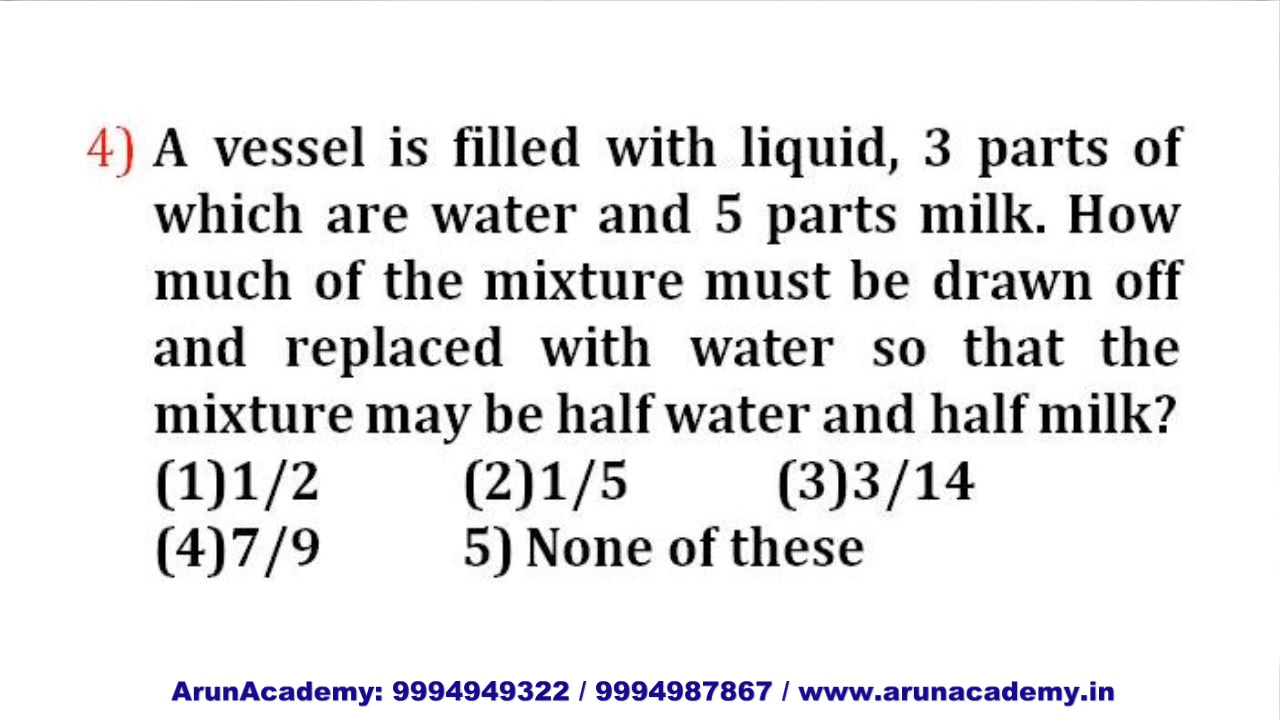 4) A vessel is filled with liquid, 3 parts of
which are water and 5 parts milk. How
much of the mixture must be drawn off
and replaced with water so that the
mixture may be half water and half milk?
(1)1/2 (2)1/5 (3)3/14
(4)7/9 5) None of these
ArunAcademy: 9994949322 / 9994987867 / www.arunacademy.in